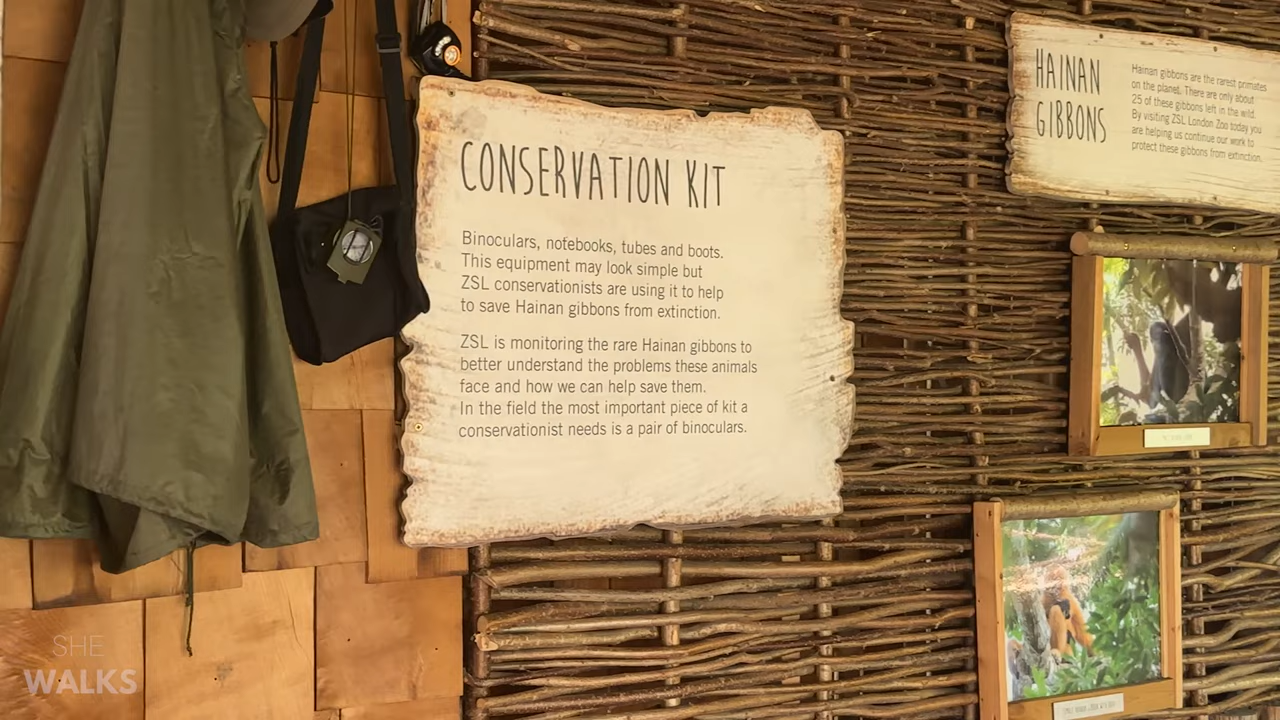 CONSERVATION KIT
Binoculars, notebooks, tubes and boots.
This equipment may look simple but
ZSL conservationists are using it to help
to save Hainan gibbons from extinction.
ZSL is monitoring the rare Hainan gibbons to
better understand the problems these animals
face and how we can help save them.
In the field the most important piece of kit a
conservationist needs is a pair of binoculars.
HAINAN
GIBBONS
Hainan gibbons are the rarest primates
on the planet. There are only about
25 of these gibbons left in the wild.
By visiting ZSL London Zoo today you
are helping us continue our work to
protect these gibbons from extinction.
SHE
WALKS